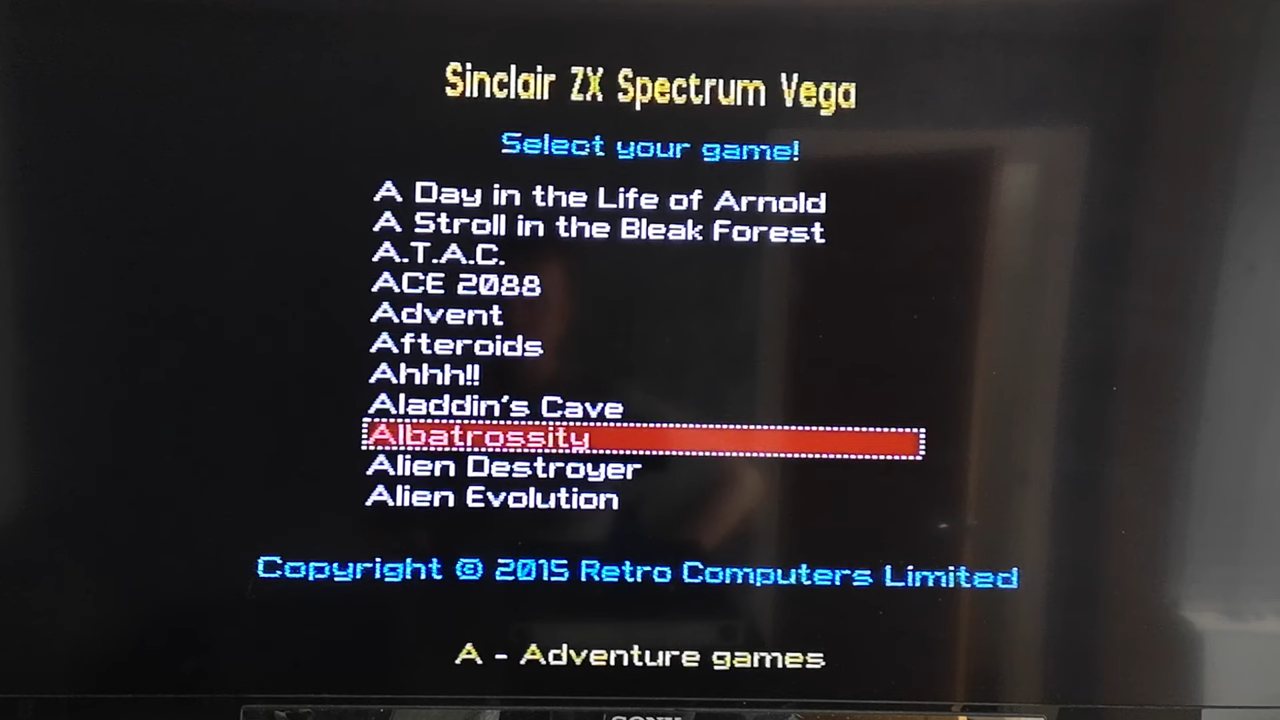 Sinclair ZX Spectrum Vega
Select your game!
A Day in the Life of Arnold
A Stroll in the Bleak Forest
A.T.A.C.
ACE 2088
Advent
Afteroids
Ahhh!!
Aladdin's Cave
Albatrossity
Alien Destroyer
Alien Evolution
Copyright © 2015 Retro Computers Limited
A - Adventure games
SONY